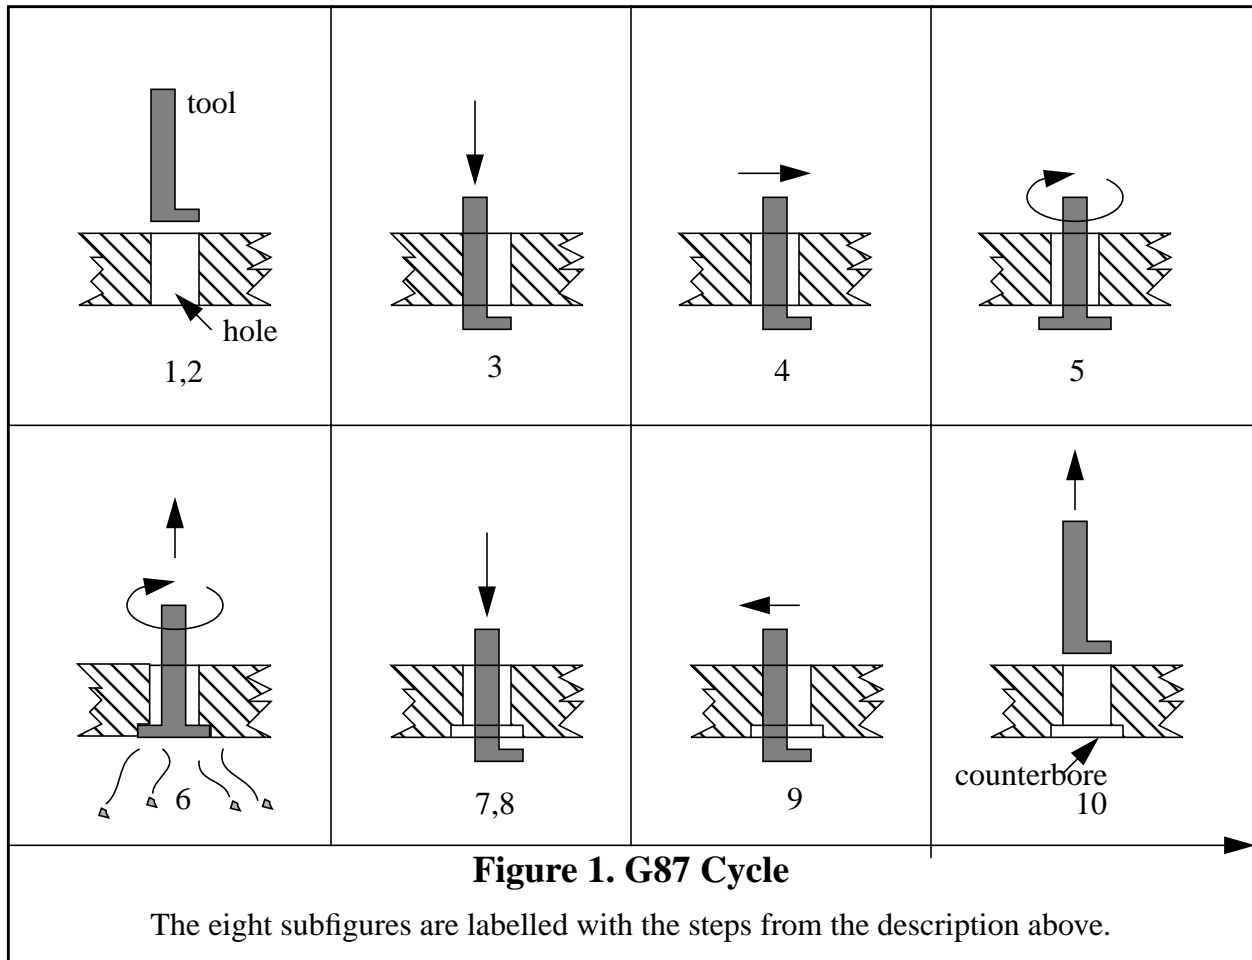 tool
hole
1,2
3
4
5
6
7,8
9
counterbore
10
Figure 1. G87 Cycle
The eight subfigures are labelled with the steps from the description above.